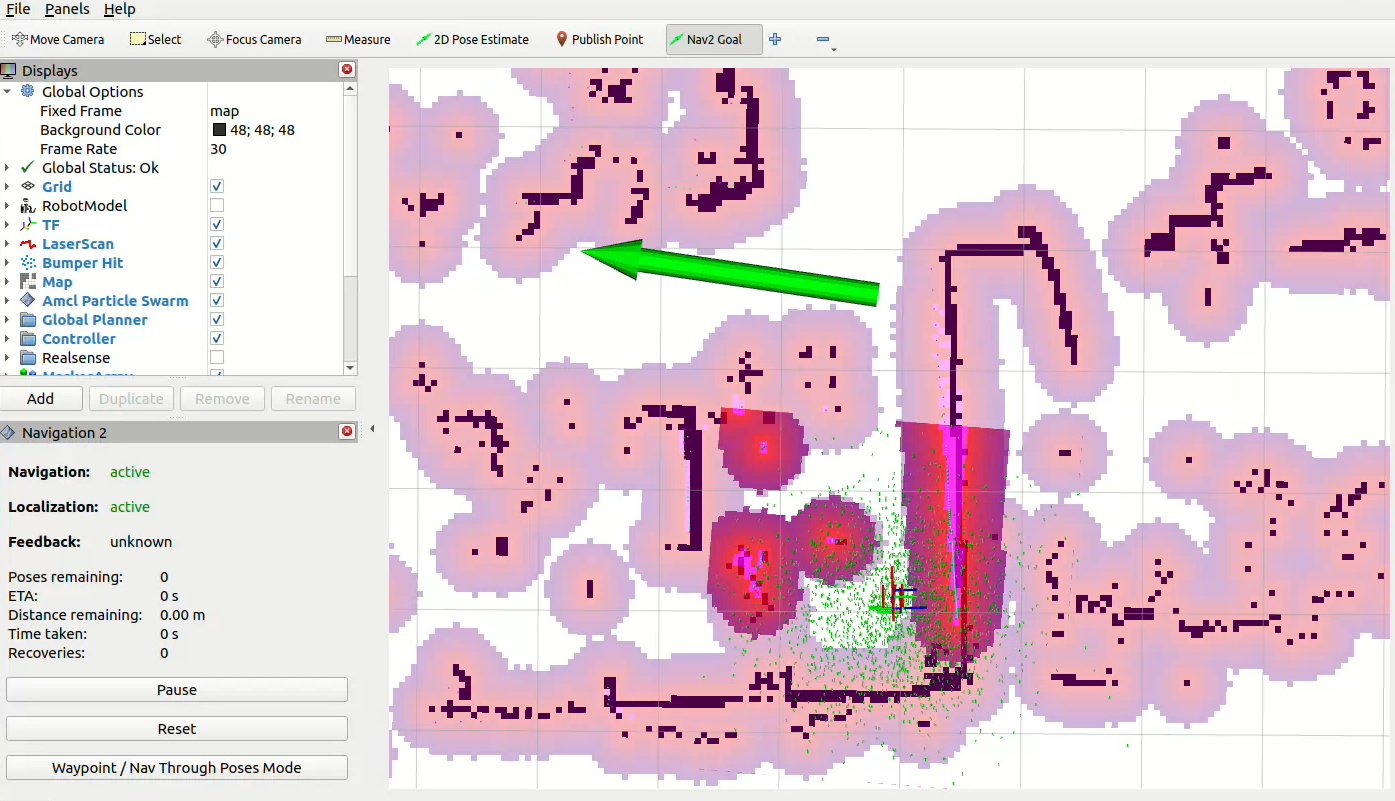 File Panels Help
Move Camera Select Focus Camera Measure 2D Pose Estimate Publish Point Nav2 Goal
Displays
Global Options
Fixed Frame map
Background Color 48; 48; 48
Frame Rate 30
Global Status: Ok
Grid
RobotModel
TF
LaserScan
Bumper Hit
Map
Amcl Particle Swarm
Global Planner
Controller
Realsense
MarkerArray
Add Duplicate Remove Rename
Navigation 2
Navigation: active
Localization: active
Feedback: unknown
Poses remaining: 0
ETA: 0 s
Distance remaining: 0.00 m
Time taken: 0 s
Recoveries: 0
Pause
Reset
Waypoint / Nav Through Poses Mode